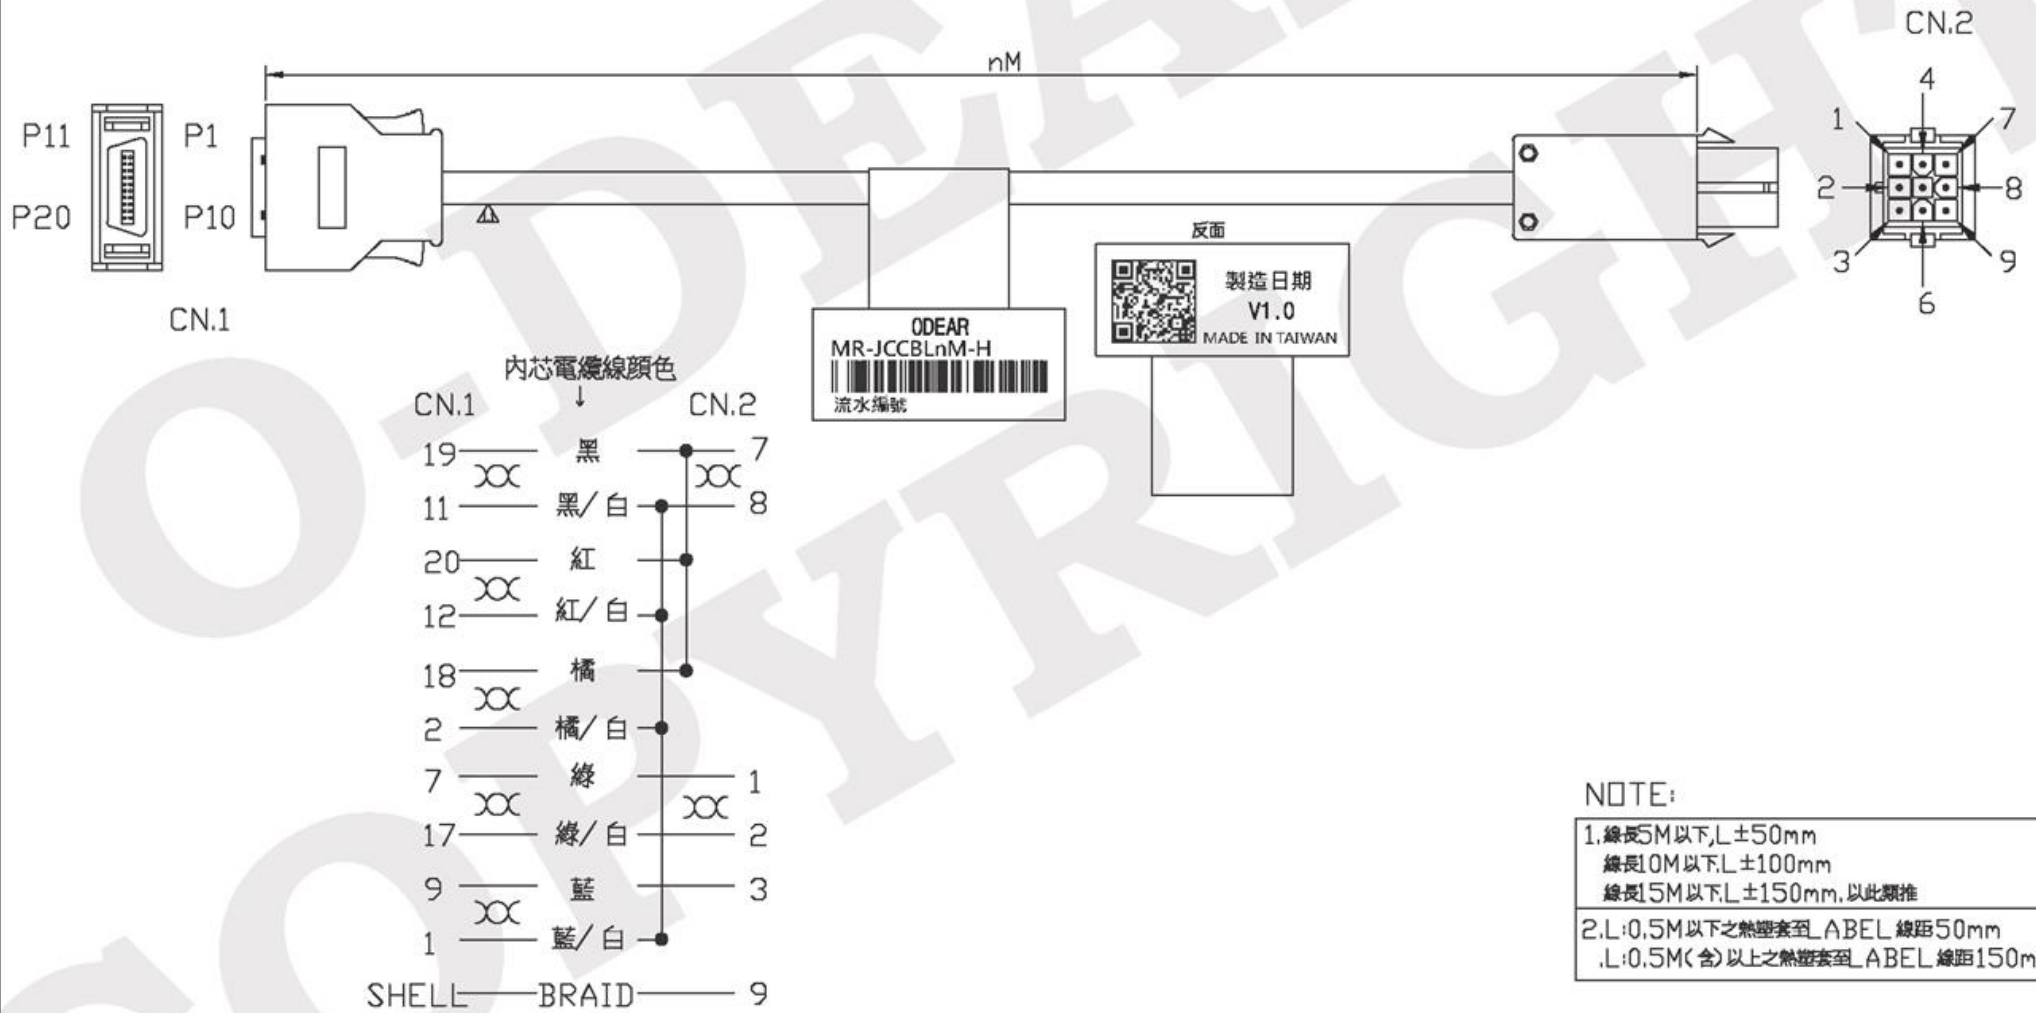 CN.2
nM
P11
P1
P20
P10
CN.1
1
4
7
2
8
3
6
9
反面
製造日期
V1.0
MADE IN TAIWAN
ODEAR
MR-JCCBLnM-H
流水編號
內芯電纜線顏色
↓
CN.1
CN.2
19 黑 7
11 黑/白 8
20 紅
12 紅/白
18 橘
2 橘/白
7 綠 1
17 綠/白 2
9 藍 3
1 藍/白
SHELL BRAID 9
NOTE:
1.線長5M以下,L±50mm
線長10M以下.L±100mm
線長15M以下.L±150mm.以此類推
2.L:0.5M以下之熱塑套至LABEL線距50mm
.L:0.5M(含)以上之熱塑套至LABEL線距150m
O-DEAR
COPYRIGHT